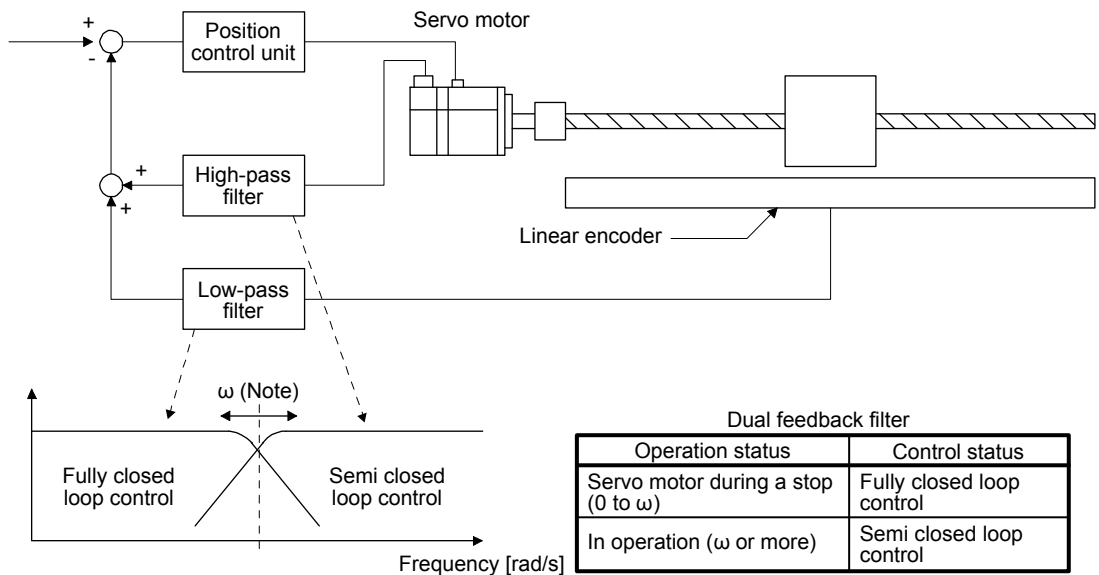 +
-
Position
control unit
Servo motor
+
+
High-pass
filter
Linear encoder
Low-pass
filter
ω (Note)
Fully closed
loop control
Semi closed
loop control
Frequency [rad/s]
Dual feedback filter
Operation status
Control status
Servo motor during a stop
(0 to ω)
Fully closed loop
control
In operation (ω or more)
Semi closed loop
control